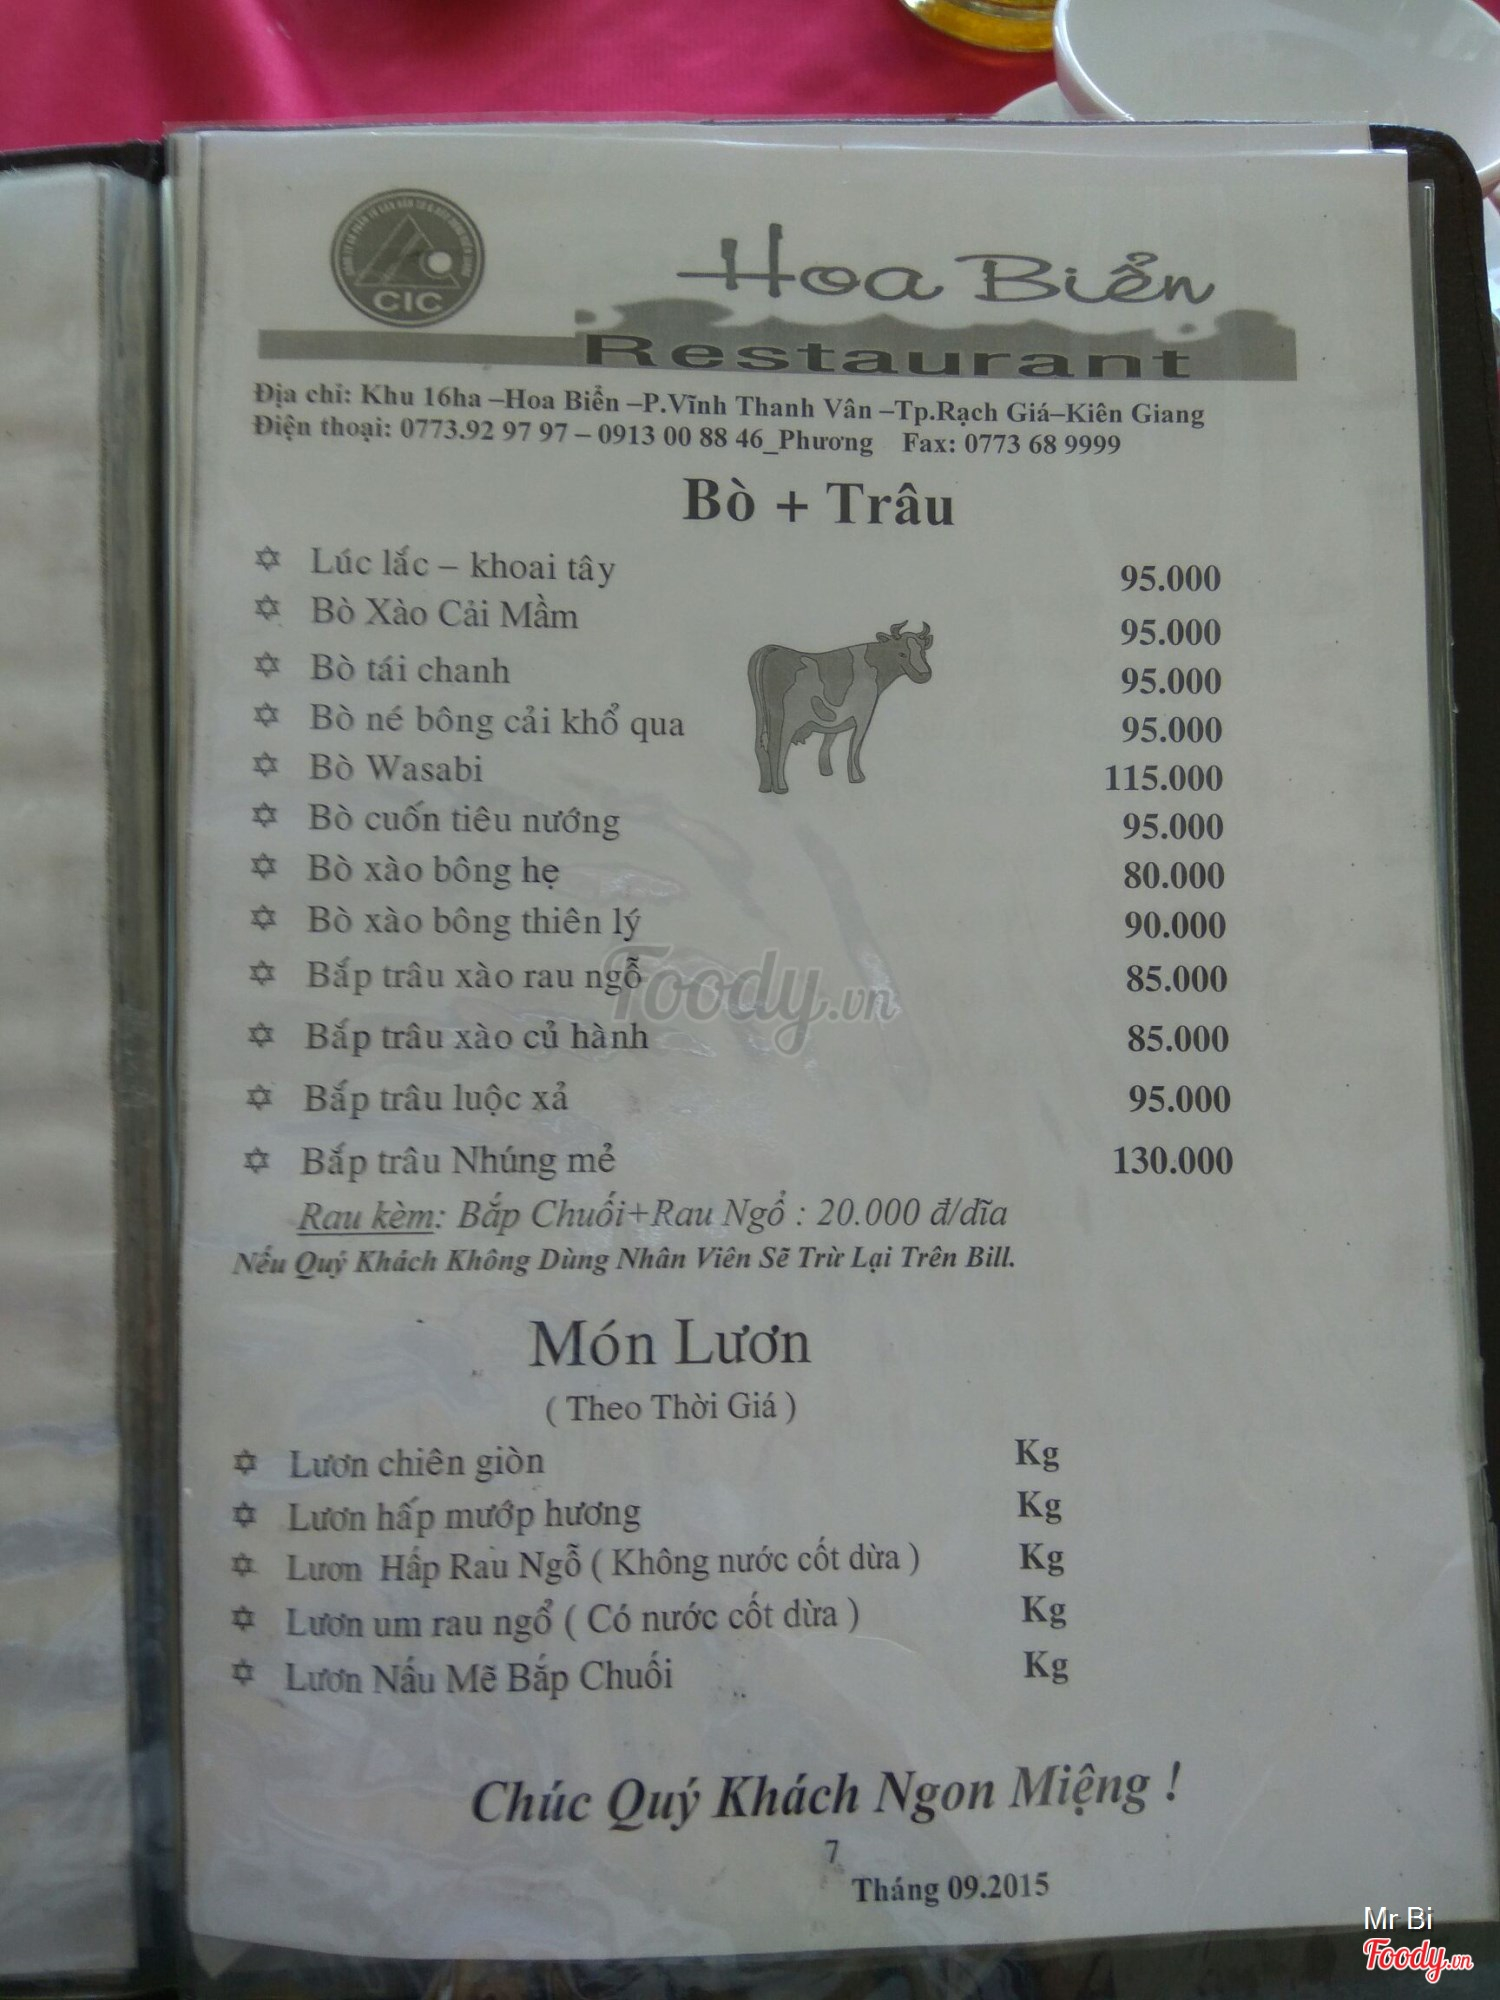 CIC
Hoa Biển
Restaurant
Địa chỉ: Khu 16ha –Hoa Biển –P.Vĩnh Thanh Vân –Tp.Rạch Giá–Kiên Giang
Điện thoại: 0773.92 97 97 – 0913 00 88 46_Phương Fax: 0773 68 9999
Bò + Trâu
Lúc lắc – khoai tây 95.000
Bò Xào Cải Mầm 95.000
Bò tái chanh 95.000
Bò né bông cải khổ qua 95.000
Bò Wasabi 115.000
Bò cuốn tiêu nướng 95.000
Bò xào bông hẹ 80.000
Bò xào bông thiên lý 90.000
Bắp trâu xào rau ngỗ 85.000
Bắp trâu xào củ hành 85.000
Bắp trâu luộc xả 95.000
Bắp trâu Nhúng mẻ 130.000
Rau kèm: Bắp Chuối+Rau Ngổ : 20.000 đ/đĩa
Nếu Quý Khách Không Dùng Nhân Viên Sẽ Trừ Lại Trên Bill.
Món Lươn
( Theo Thời Giá )
Lươn chiên giòn Kg
Lươn hấp mướp hương Kg
Lươn Hấp Rau Ngỗ ( Không nước cốt dừa ) Kg
Lươn um rau ngổ ( Có nước cốt dừa ) Kg
Lươn Nấu Mẽ Bắp Chuối Kg
Chúc Quý Khách Ngon Miệng !
7
Tháng 09.2015
Foody.vn
Mr Bi
Foody.vn